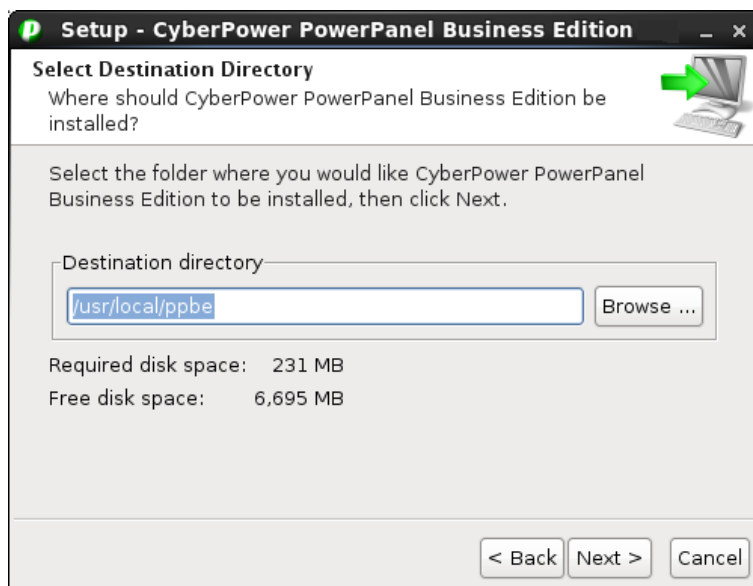 Setup - CyberPower PowerPanel Business Edition
Select Destination Directory
Where should CyberPower PowerPanel Business Edition be
installed?
Select the folder where you would like CyberPower PowerPanel
Business Edition to be installed, then click Next.
Destination directory
/usr/local/ppbe
Browse ...
Required disk space: 231 MB
Free disk space: 6,695 MB
< Back Next > Cancel